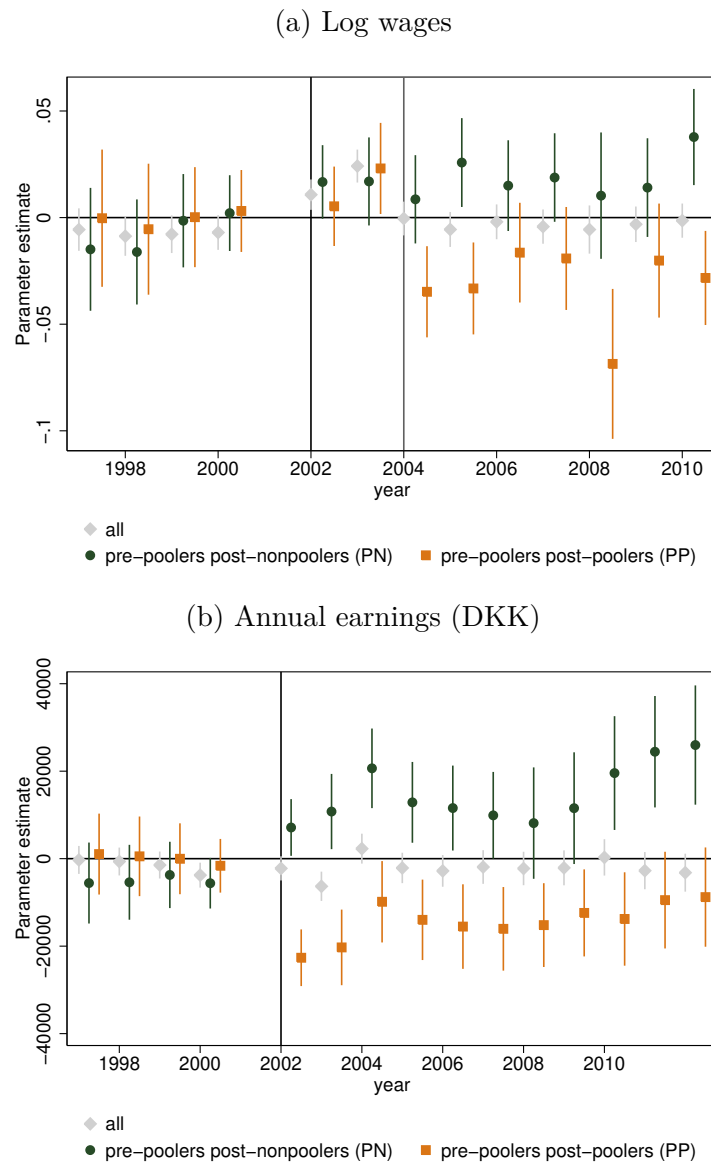 (a) Log wages
Parameter estimate
.05
0
−.05
−.1
1998 2000 2002 2004 2006 2008 2010
year
all
pre−poolers post−nonpoolers (PN) pre−poolers post−poolers (PP)
(b) Annual earnings (DKK)
Parameter estimate
40000
20000
0
−20000
−40000
1998 2000 2002 2004 2006 2008 2010
year
all
pre−poolers post−nonpoolers (PN) pre−poolers post−poolers (PP)